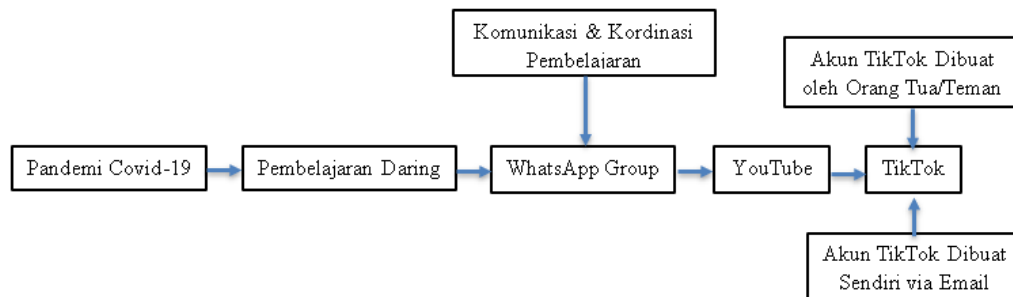 Komunikasi & Kordinasi
Pembelajaran
Akun TikTok Dibuat
oleh Orang Tua/Teman
Pandemi Covid-19
Pembelajaran Daring
WhatsApp Group
YouTube
TikTok
Akun TikTok Dibuat
Sendiri via Email